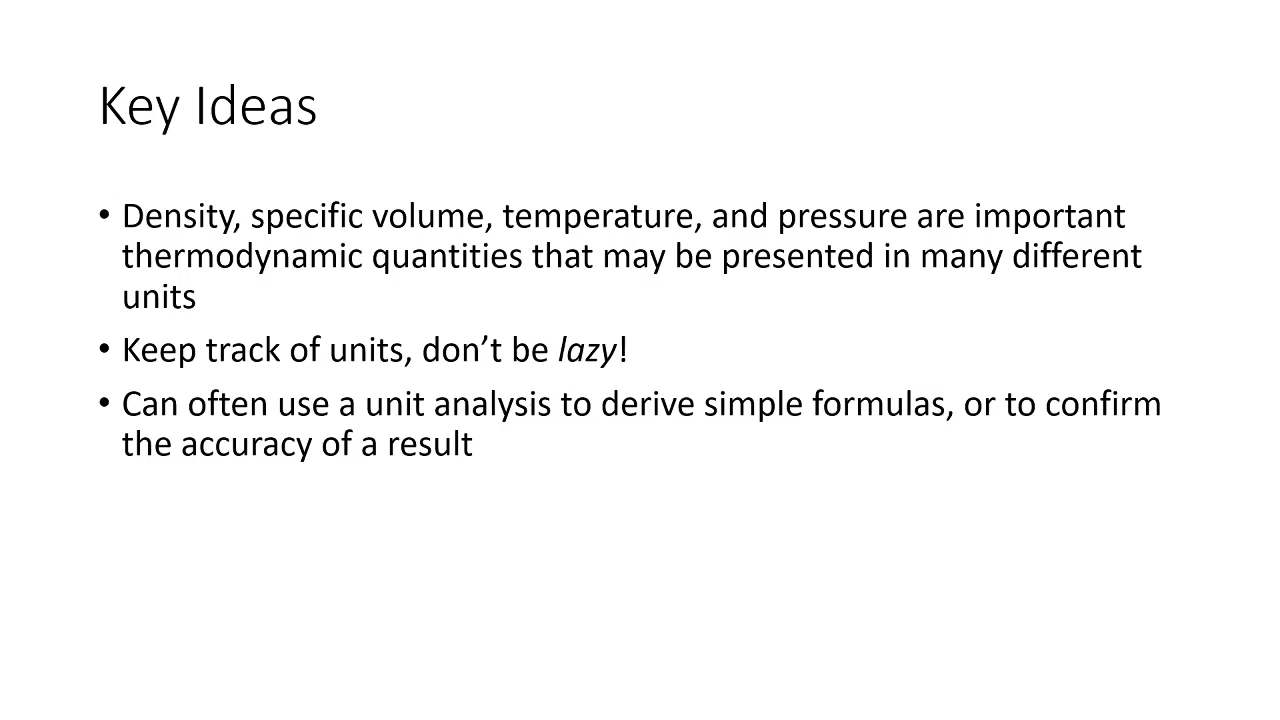 Key Ideas
• Density, specific volume, temperature, and pressure are important
thermodynamic quantities that may be presented in many different
units
• Keep track of units, don’t be lazy!
• Can often use a unit analysis to derive simple formulas, or to confirm
the accuracy of a result